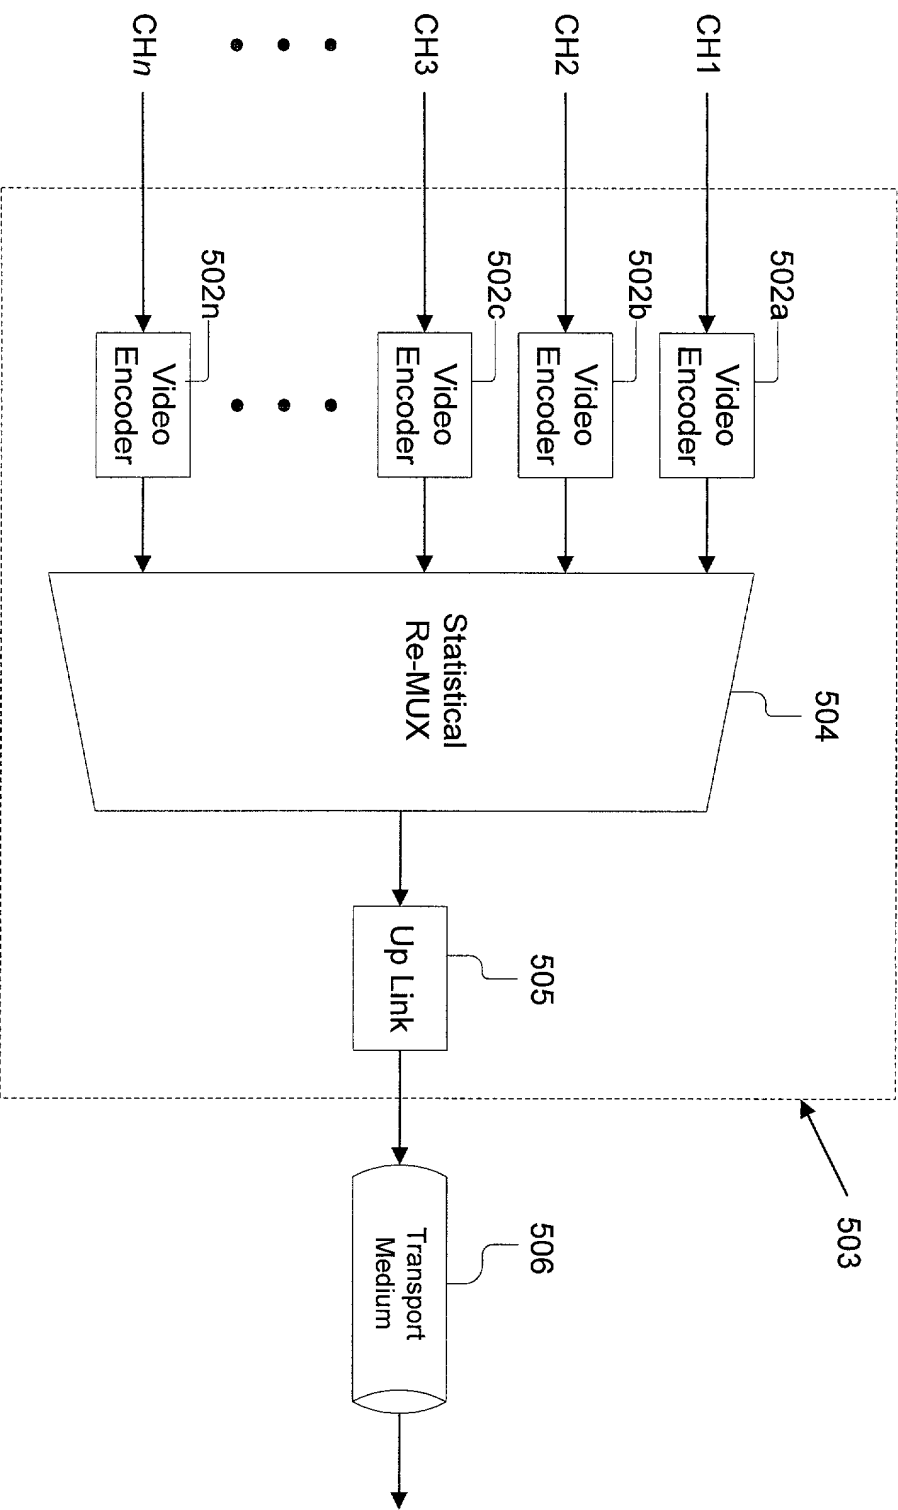 CH1
CH2
CH3
CHn
502a
Video
Encoder
502b
Video
Encoder
502c
Video
Encoder
502n
Video
Encoder
Statistical
Re-MUX
504
Up Link
505
503
Transport
Medium
506